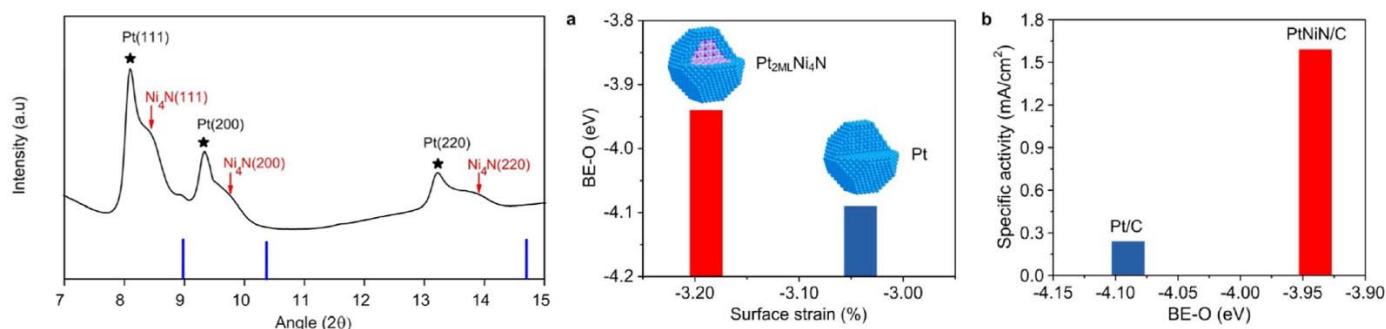 Intensity (a.u)
Pt(111)
Ni4N(111)
Pt(200)
Ni4N(200)
Pt(220)
Ni4N(220)
7 8 9 10 11 12 13 14 15
Angle (2θ)
a
BE-O (eV)
-3.8
-3.9
-4.0
-4.1
-4.2
Pt2MLNi4N
Pt
-3.20 -3.10 -3.00
Surface strain (%)
b
Specific activity (mA/cm²)
1.8
1.5
1.2
0.9
0.6
0.3
0.0
PtNiN/C
Pt/C
-4.15 -4.10 -4.05 -4.00 -3.95 -3.90
BE-O (eV)